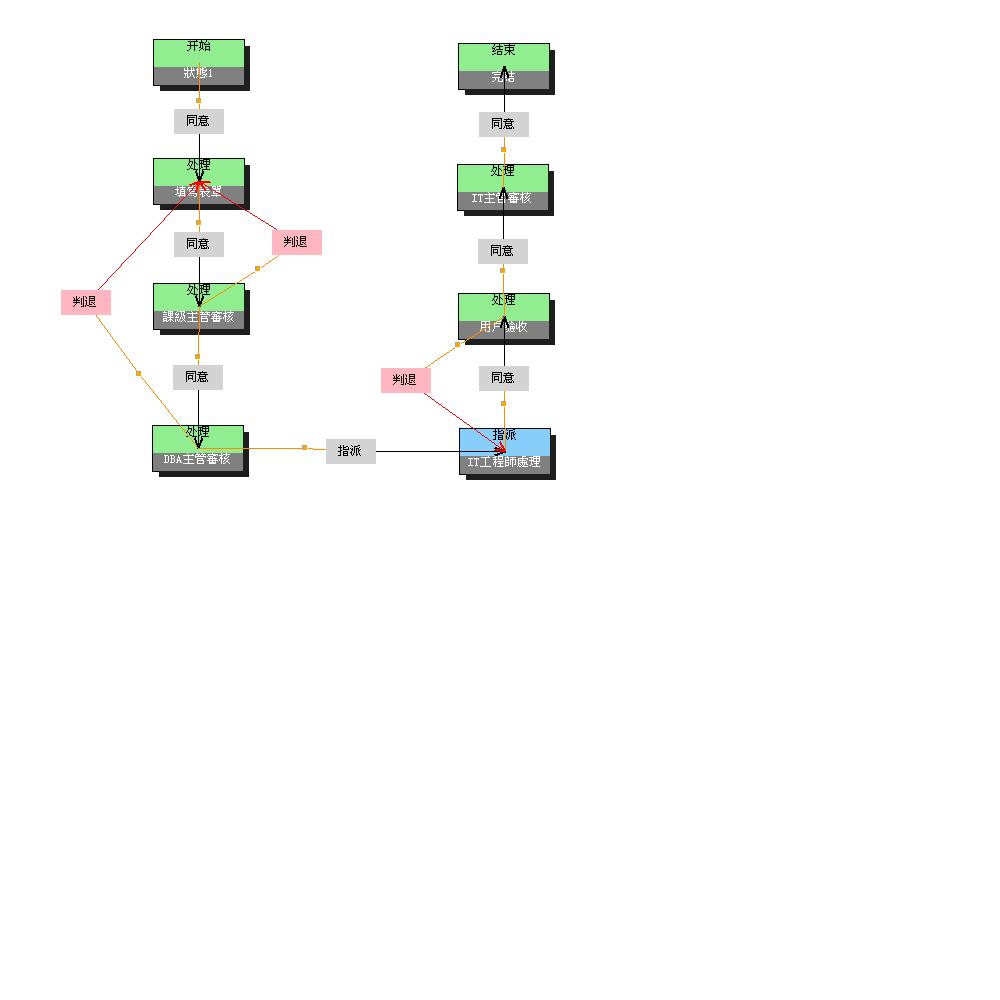 开始
狀態1
同意
处理
填寫表單
同意
判退
处理
課級主管審核
判退
同意
处理
DBA主管審核
指派
结束
完結
同意
处理
IT主管審核
同意
处理
用戶驗收
判退
同意
指派
IT工程師處理